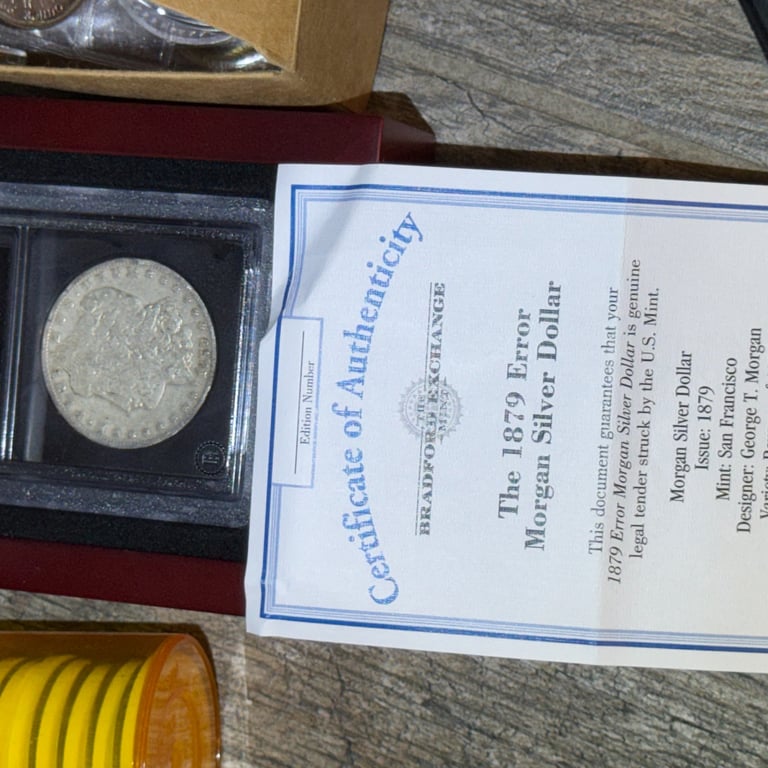 Edition Number
Certificate of Authenticity
THE
BRADFORD EXCHANGE
MINT
The 1879 Error
Morgan Silver Dollar
This document guarantees that your
1879 Error Morgan Silver Dollar is genuine
legal tender struck by the U.S. Mint.
Morgan Silver Dollar
Issue: 1879
Mint: San Francisco
Designer: George T. Morgan